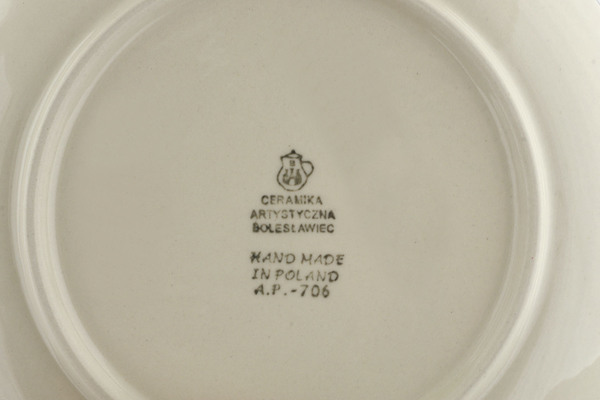 CERAMIKA
ARTYSTYCZNA
BOLESŁAWIEC
HAND MADE
IN POLAND
A.P.-706